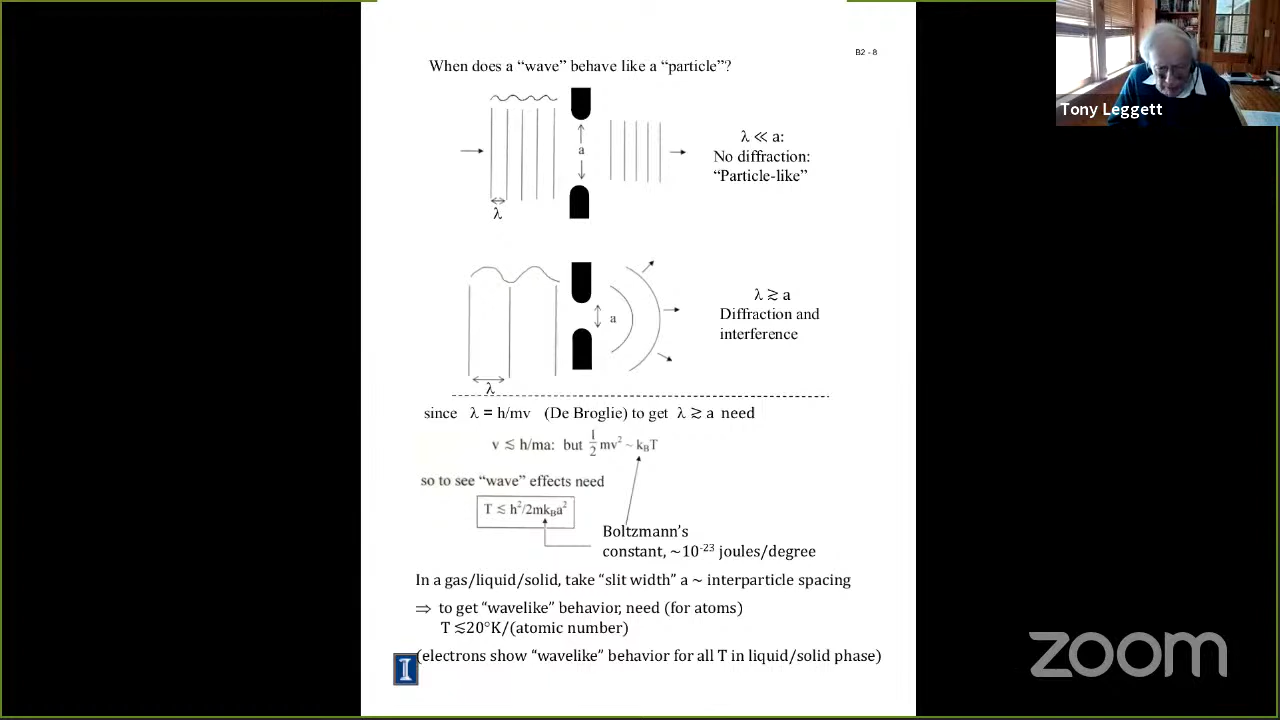 B2 - 8
When does a “wave” behave like a “particle”?
a
λ
λ ≪ a:
No diffraction:
“Particle-like”
a
λ
λ ≳ a
Diffraction and
interference
since λ = h/mv (De Broglie) to get λ ≳ a need
v ≲ h/ma: but 1/2 mv² ~ k_BT
so to see “wave” effects need
T ≲ h²/2mk_Ba²
Boltzmann’s
constant, ~10⁻²³ joules/degree
In a gas/liquid/solid, take “slit width” a ~ interparticle spacing
⇒ to get “wavelike” behavior, need (for atoms)
T ≲20°K/(atomic number)
(electrons show “wavelike” behavior for all T in liquid/solid phase)
I
Tony Leggett
zoom